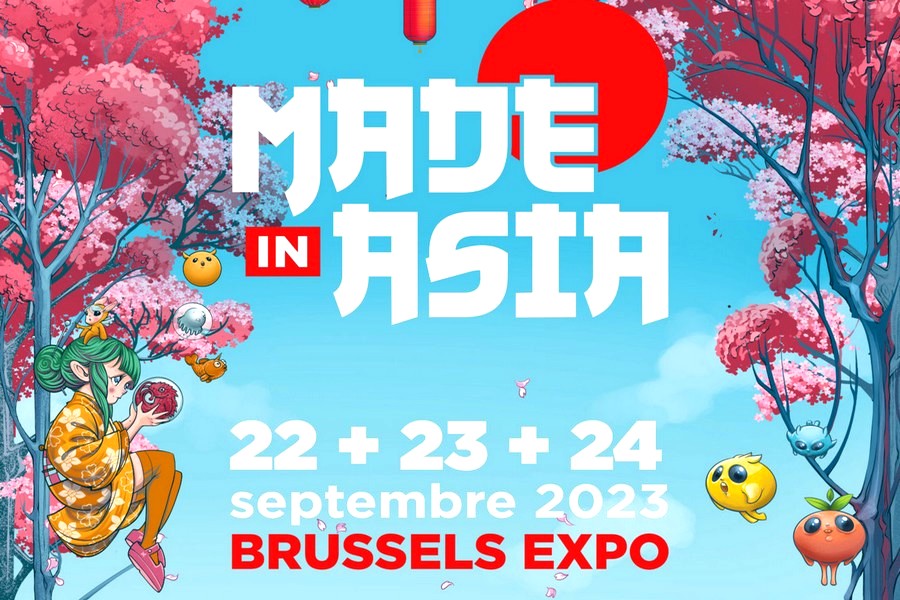 MADE
IN ASIA
22 + 23 + 24
septembre 2023
BRUSSELS EXPO